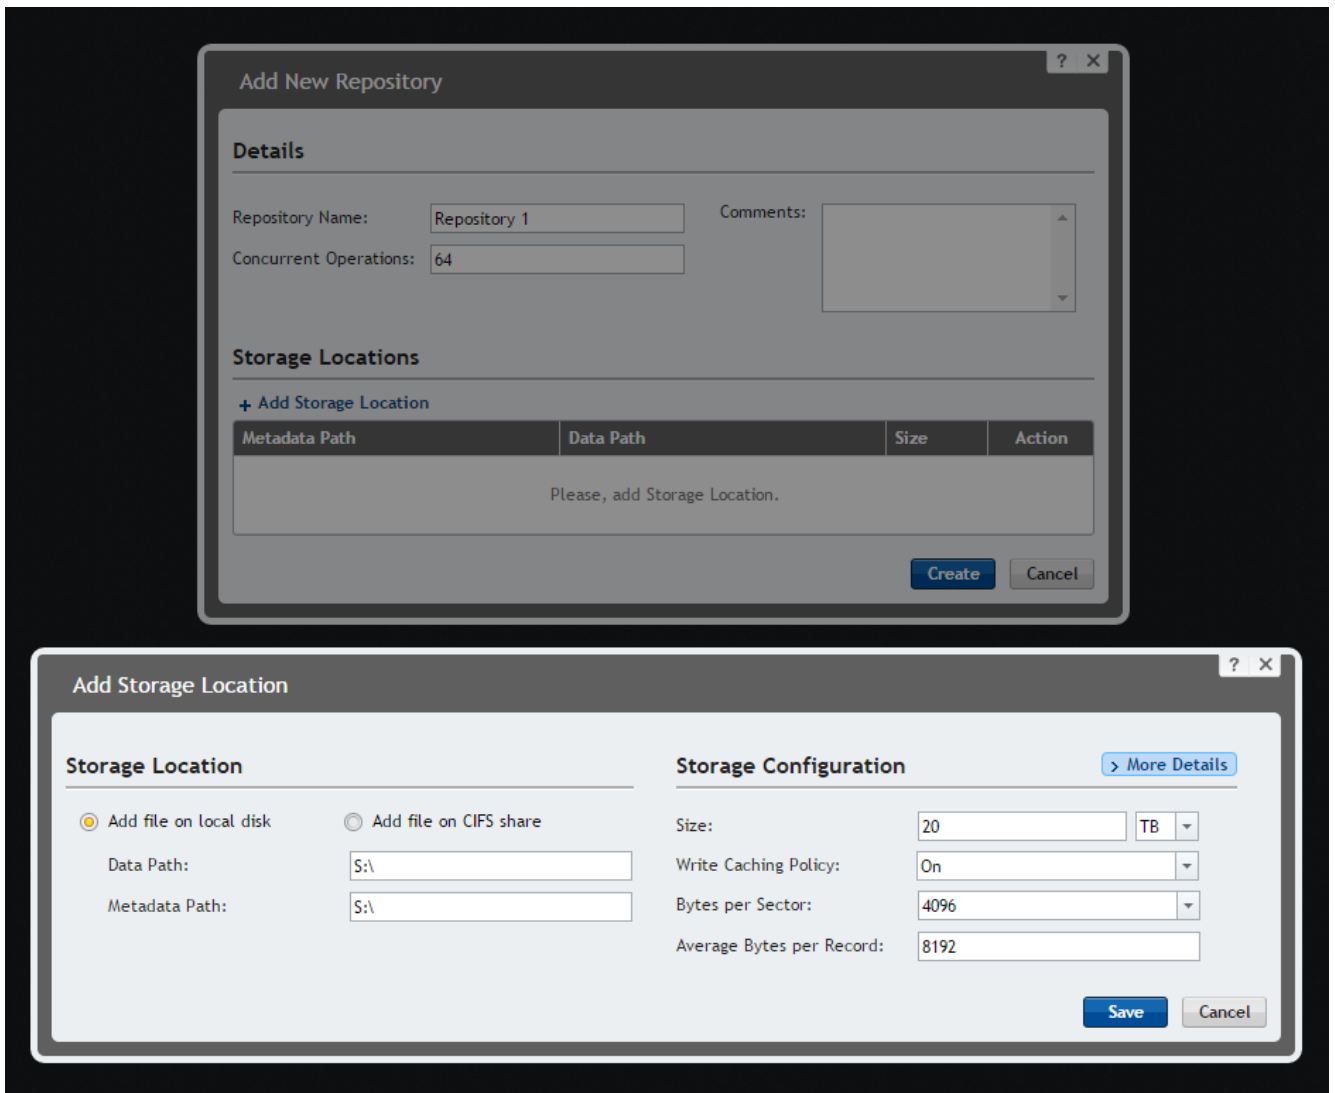 ? ✕
Add New Repository
Details
Repository Name: Repository 1 Comments:
Concurrent Operations: 64
Storage Locations
+ Add Storage Location
Metadata Path Data Path Size Action
Please, add Storage Location.
Create Cancel
? ✕
Add Storage Location
Storage Location
Add file on local disk Add file on CIFS share
Data Path: S:\
Metadata Path: S:\
Storage Configuration > More Details
Size: 20 TB
Write Caching Policy: On
Bytes per Sector: 4096
Average Bytes per Record: 8192
Save Cancel